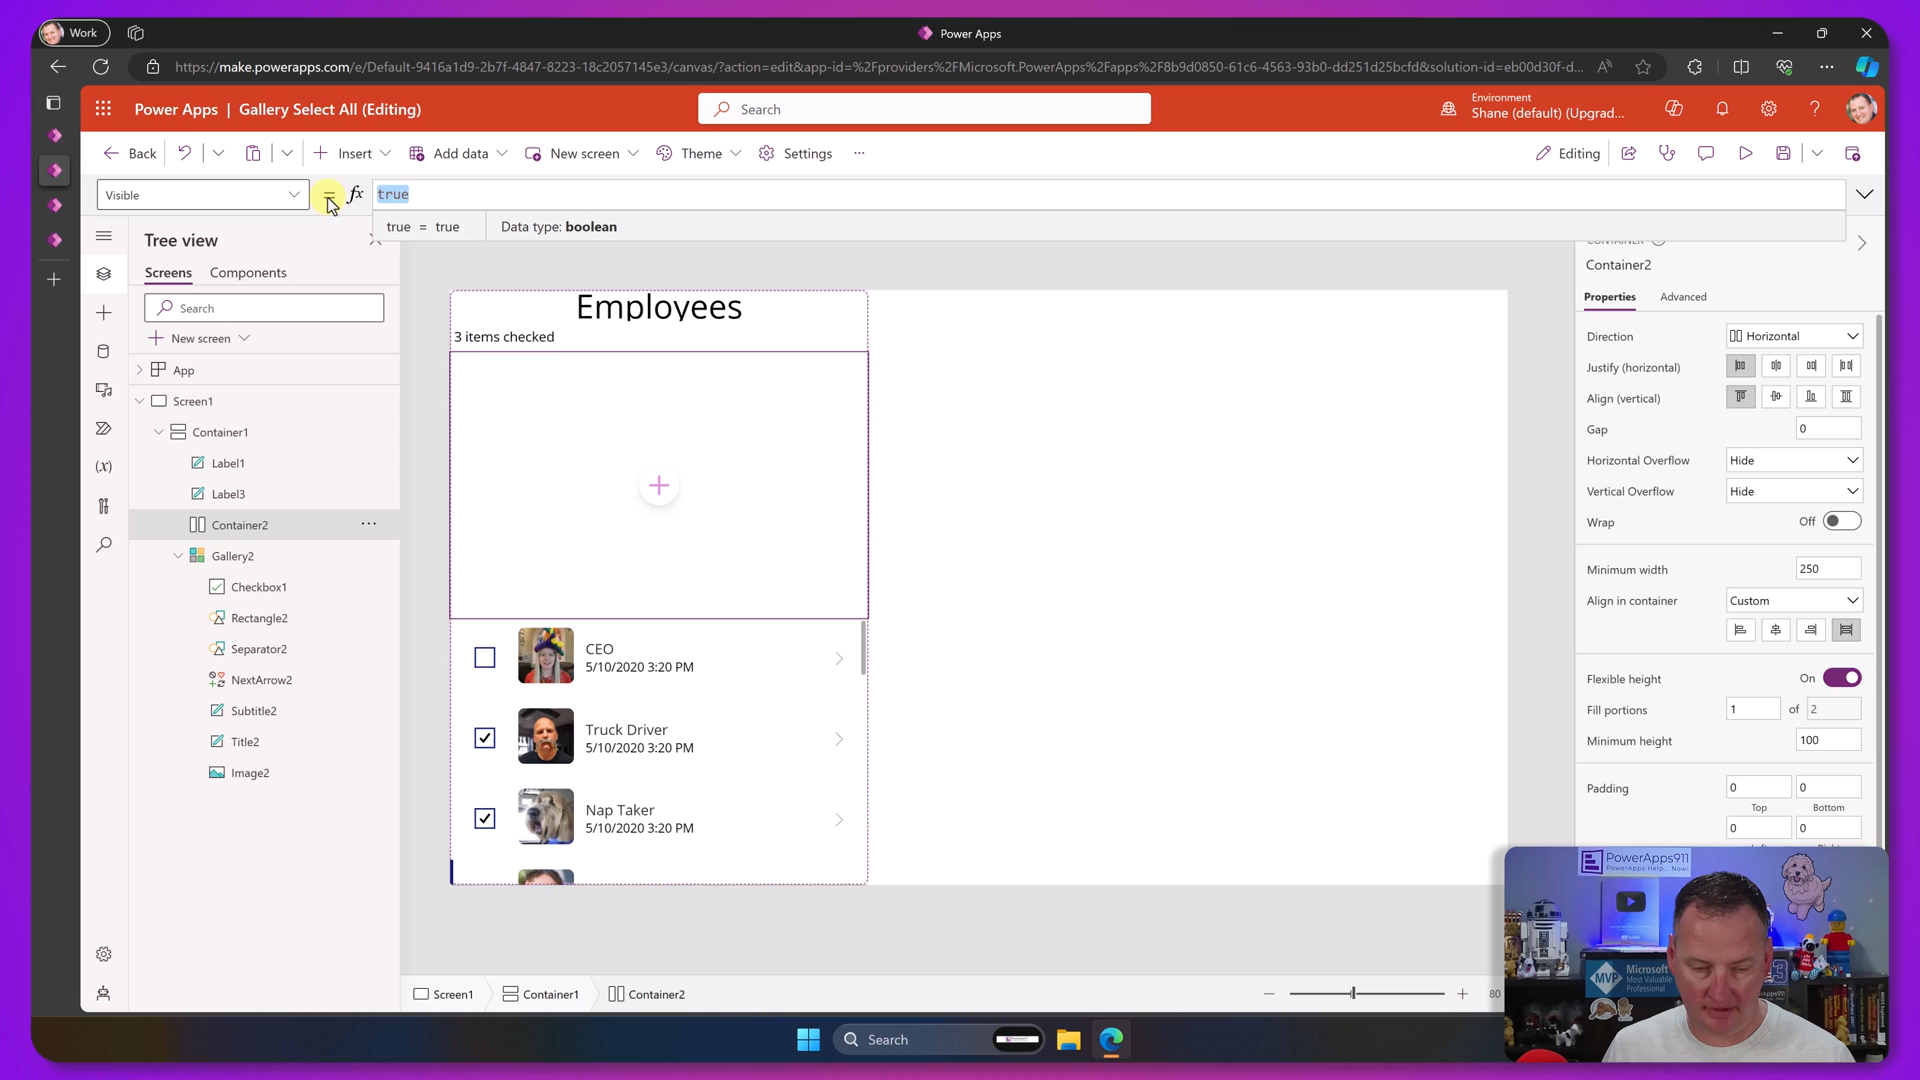 Work
Power Apps
https://make.powerapps.com/e/Default-9416a1d9-2b7f-4847-8223-18c2057145e3/canvas/?action=edit&app-id=%2Fproviders%2FMicrosoft.PowerApps%2Fapps%2F8b9d0850-61c6-4563-93b0-dd251d25bcfd&solution-id=eb00d30f-d...
Power Apps | Gallery Select All (Editing)
Search
Environment
Shane (default) (Upgrad...
Back
Insert
Add data
New screen
Theme
Settings
Editing
Visible
= fx
true
true = true
Data type: boolean
Tree view
Screens
Components
Search
New screen
App
Screen1
Container1
Label1
Label3
Container2
Gallery2
Checkbox1
Rectangle2
Separator2
NextArrow2
Subtitle2
Title2
Image2
Employees
3 items checked
CEO
5/10/2020 3:20 PM
Truck Driver
5/10/2020 3:20 PM
Nap Taker
5/10/2020 3:20 PM
CONTAINER
Container2
Properties
Advanced
Direction
Horizontal
Justify (horizontal)
Align (vertical)
Gap
0
Horizontal Overflow
Hide
Vertical Overflow
Hide
Wrap
Off
Minimum width
250
Align in container
Custom
Flexible height
On
Fill portions
1 of 2
Minimum height
100
Padding
0 0
Top Bottom
0 0
Screen1
Container1
Container2
80
PowerApps911
PowerApps Help... Now!
MVP
Microsoft
Most Valuable
Professional
Search